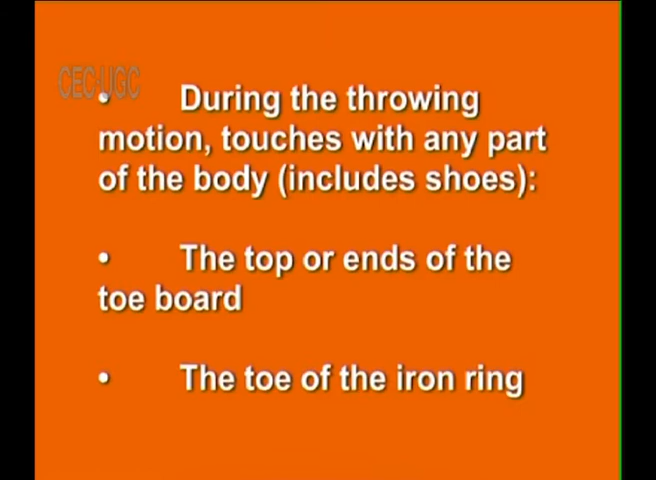 CEC-UGC
• During the throwing
motion, touches with any part
of the body (includes shoes):
• The top or ends of the
toe board
• The toe of the iron ring